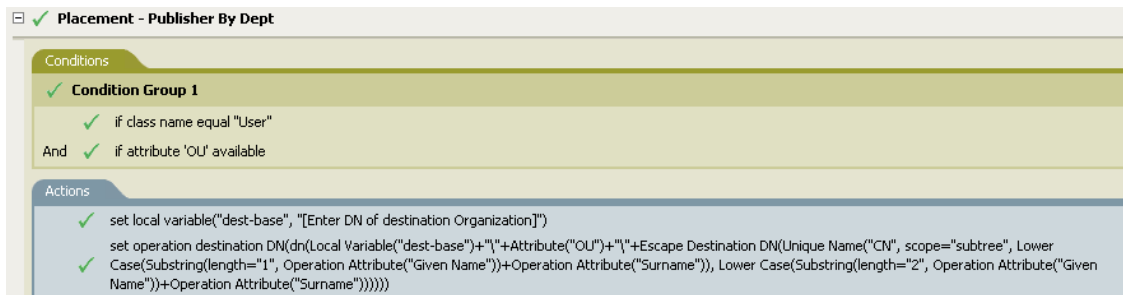 Placement - Publisher By Dept
Conditions
Condition Group 1
if class name equal "User"
And if attribute 'OU' available
Actions
set local variable("dest-base", "[Enter DN of destination Organization]")
set operation destination DN(dn(Local Variable("dest-base")+"\"+Attribute("OU")+"\"+Escape Destination DN(Unique Name("CN", scope="subtree", Lower
Case(Substring(length="1", Operation Attribute("Given Name"))+Operation Attribute("Surname")), Lower Case(Substring(length="2", Operation Attribute("Given
Name"))+Operation Attribute("Surname"))))))